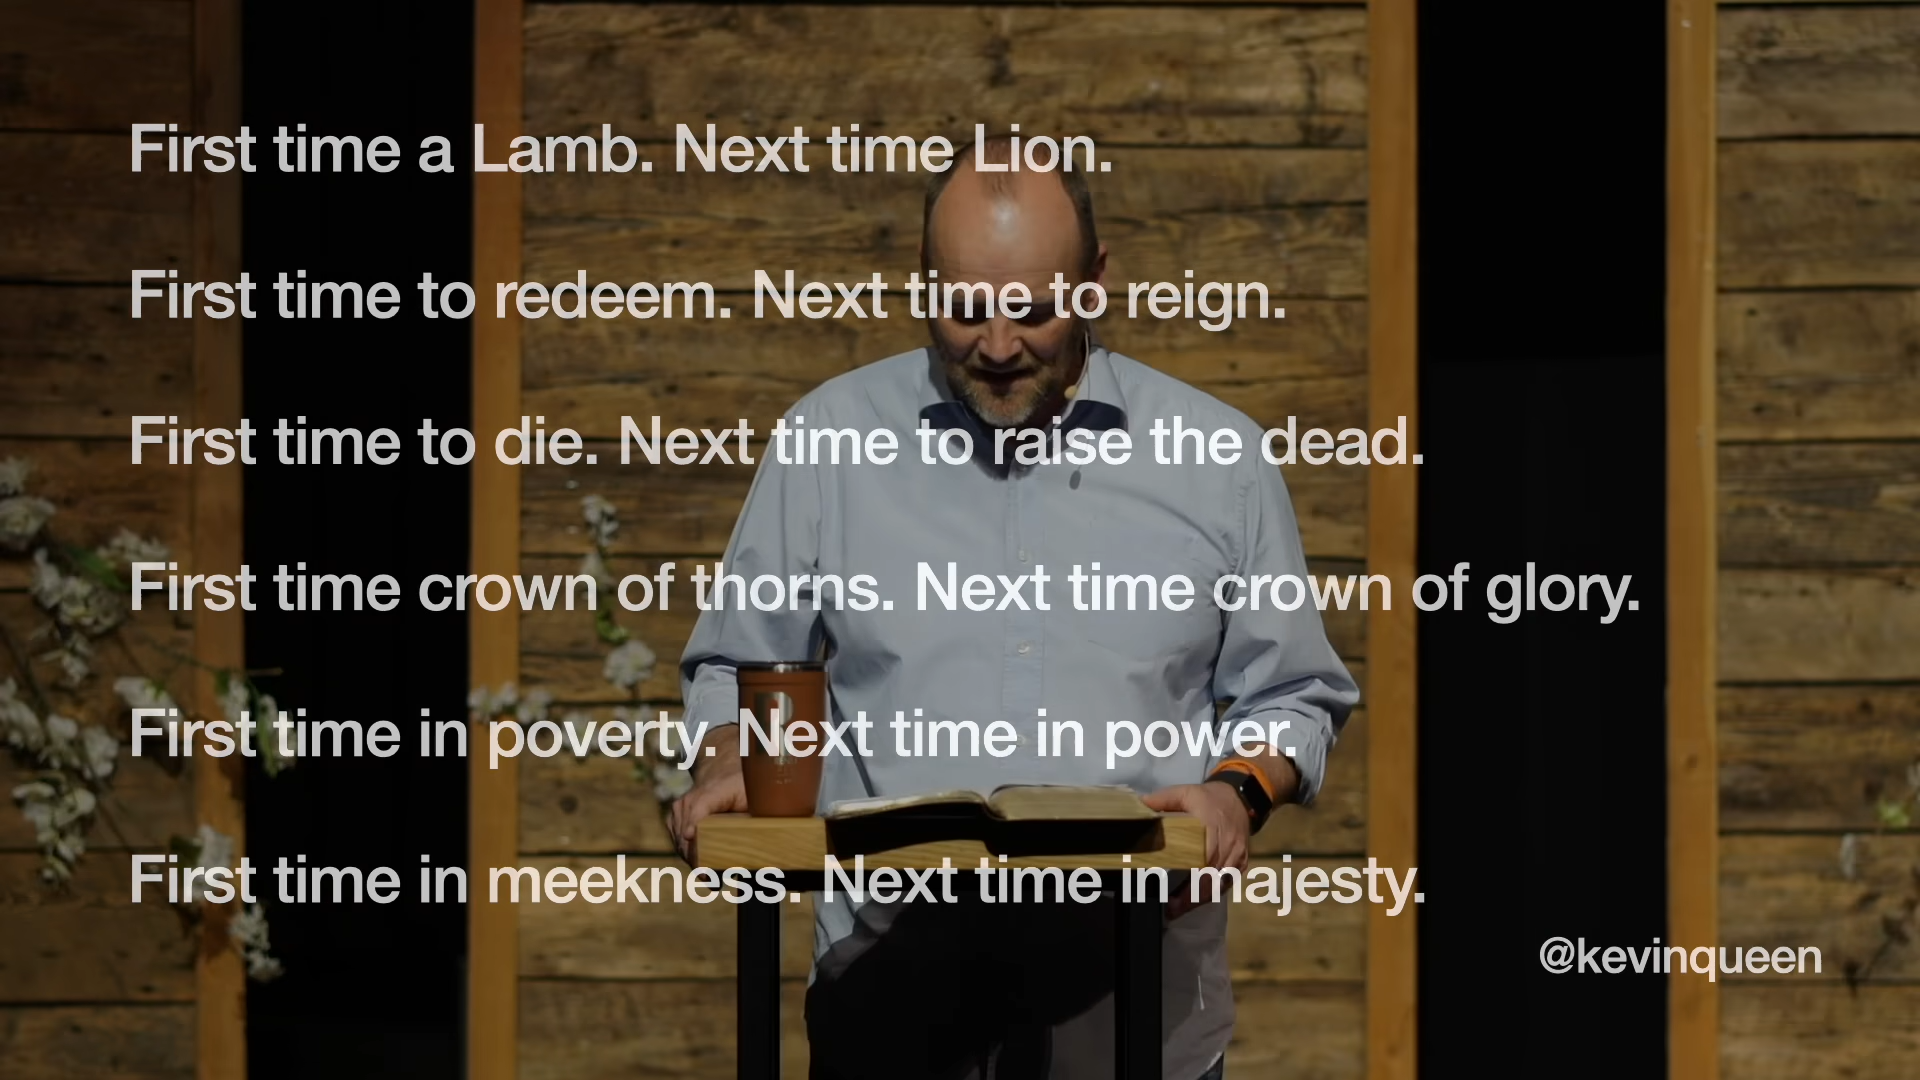 First time a Lamb. Next time Lion.
First time to redeem. Next time to reign.
First time to die. Next time to raise the dead.
First time crown of thorns. Next time crown of glory.
First time in poverty. Next time in power.
First time in meekness. Next time in majesty.
@kevinqueen